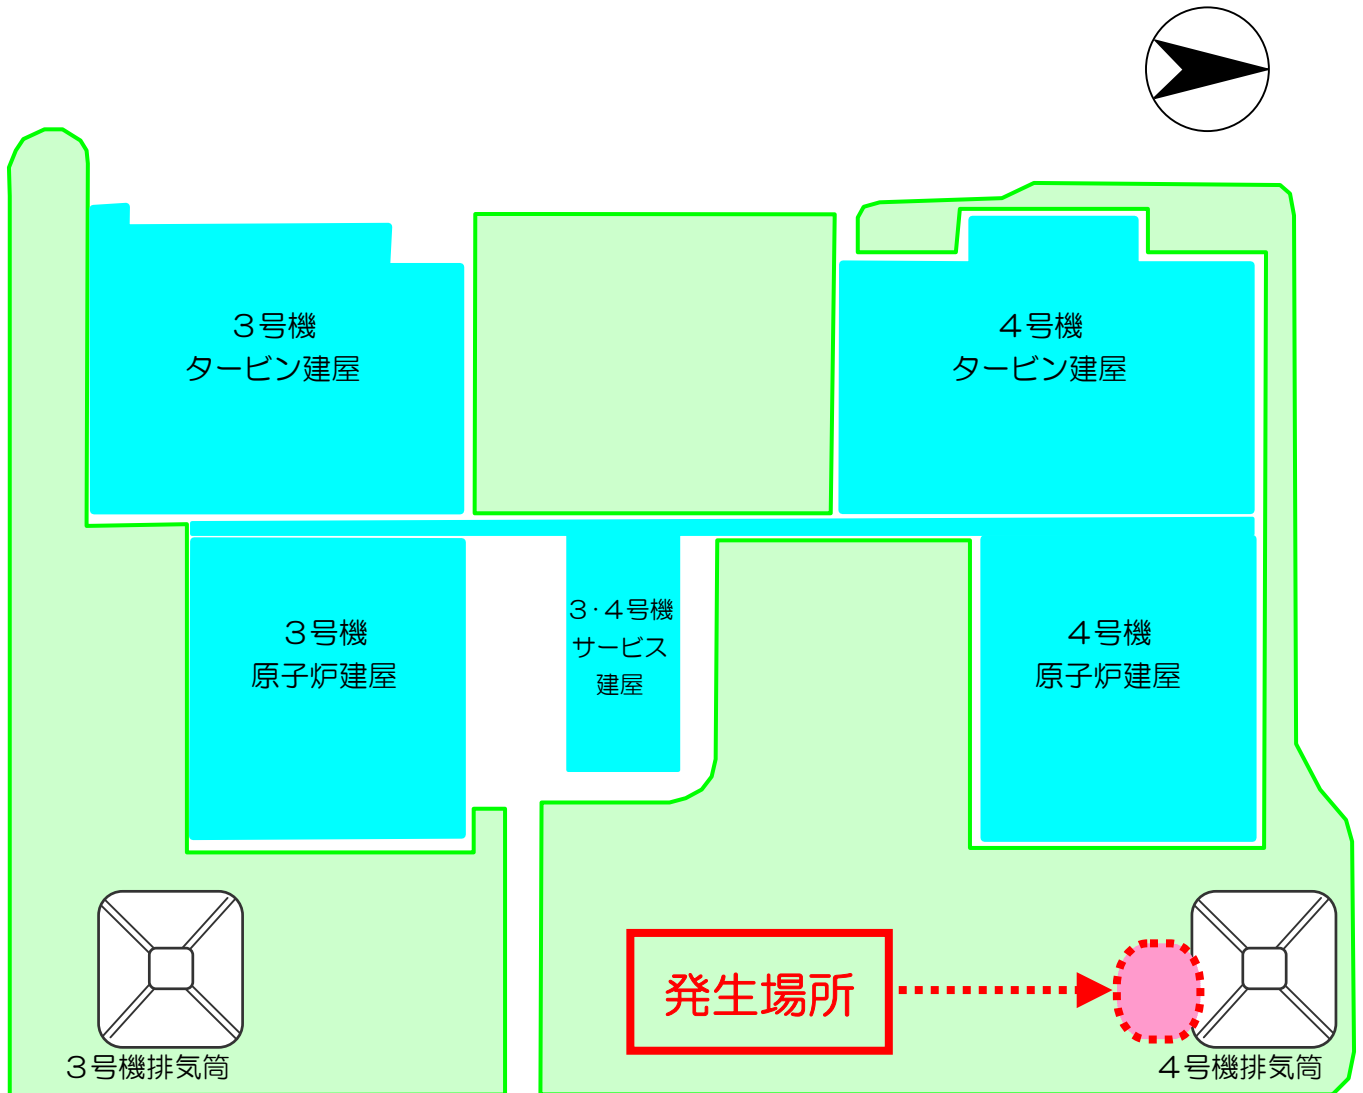 ３号機
タービン建屋
４号機
タービン建屋
３号機
原子炉建屋
３・４号機
サービス
建屋
４号機
原子炉建屋
発生場所
３号機排気筒
４号機排気筒